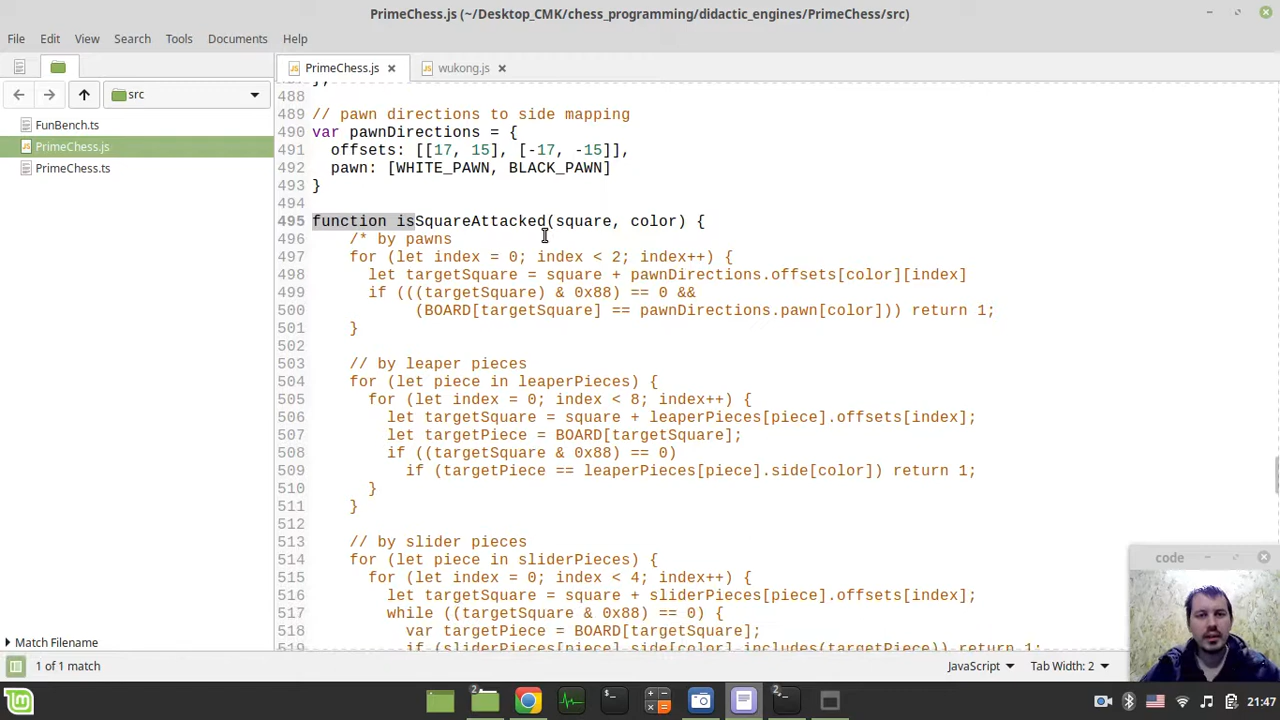 PrimeChess.js (~/Desktop_CMK/chess_programming/didactic_engines/PrimeChess/src)
File Edit View Search Tools Documents Help
PrimeChess.js
wukong.js
src
FunBench.ts
PrimeChess.js
PrimeChess.ts
488
489 // pawn directions to side mapping
490 var pawnDirections = {
491 offsets: [[17, 15], [-17, -15]],
492 pawn: [WHITE_PAWN, BLACK_PAWN]
493 }
494
495 function isSquareAttacked(square, color) {
496 /* by pawns
497 for (let index = 0; index < 2; index++) {
498 let targetSquare = square + pawnDirections.offsets[color][index]
499 if (((targetSquare) & 0x88) == 0 &&
500 (BOARD[targetSquare] == pawnDirections.pawn[color])) return 1;
501 }
502
503 // by leaper pieces
504 for (let piece in leaperPieces) {
505 for (let index = 0; index < 8; index++) {
506 let targetSquare = square + leaperPieces[piece].offsets[index];
507 let targetPiece = BOARD[targetSquare];
508 if ((targetSquare & 0x88) == 0)
509 if (targetPiece == leaperPieces[piece].side[color]) return 1;
510 }
511 }
512
513 // by slider pieces
514 for (let piece in sliderPieces) {
515 for (let index = 0; index < 4; index++) {
516 let targetSquare = square + sliderPieces[piece].offsets[index];
517 while ((targetSquare & 0x88) == 0) {
518 var targetPiece = BOARD[targetSquare];
519 if (sliderPieces[piece].side[color].includes(targetPiece)) return 1;
code
Match Filename
1 of 1 match
JavaScript
Tab Width: 2
2
2
21:47